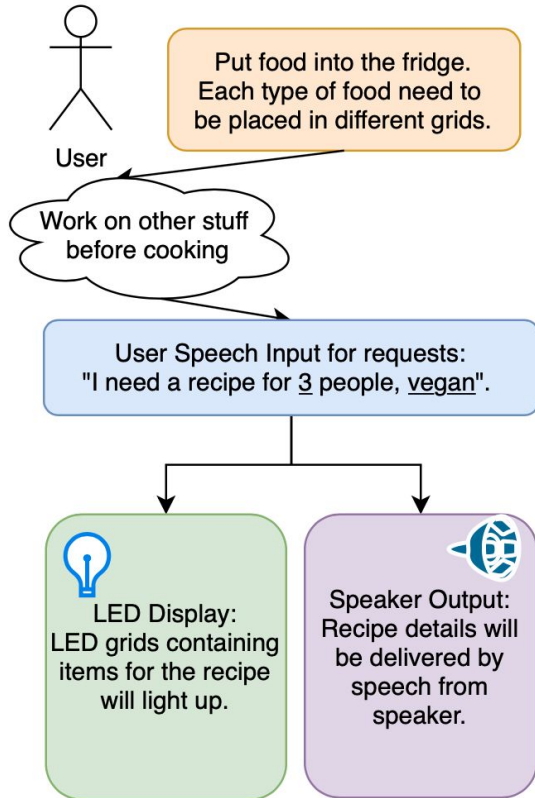 Put food into the fridge.
Each type of food need to
be placed in different grids.
User
Work on other stuff
before cooking
User Speech Input for requests:
"I need a recipe for 3 people, vegan".
LED Display:
LED grids containing
items for the recipe
will light up.
Speaker Output:
Recipe details will
be delivered by
speech from
speaker.